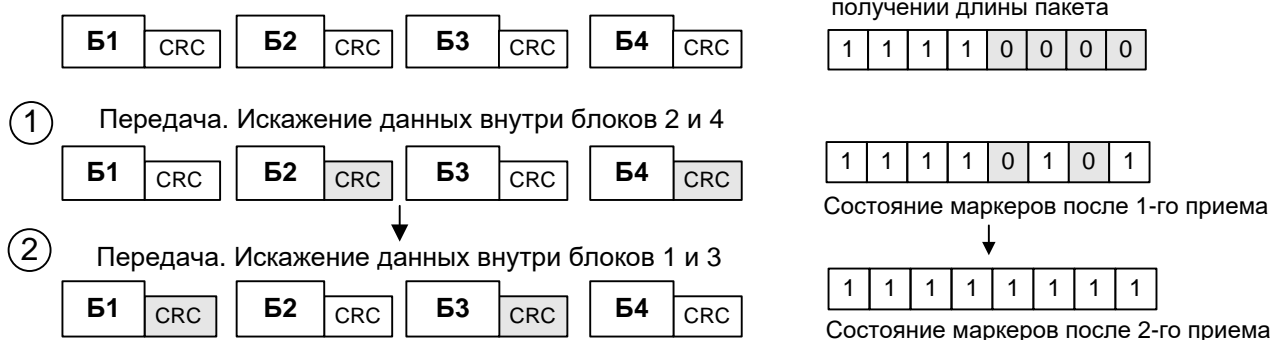 получении длины пакета
Б1 CRC Б2 CRC Б3 CRC Б4 CRC
1 1 1 1 0 0 0 0
1 Передача. Искажение данных внутри блоков 2 и 4
Б1 CRC Б2 CRC Б3 CRC Б4 CRC
1 1 1 1 0 1 0 1
Состояние маркеров после 1-го приема
2 Передача. Искажение данных внутри блоков 1 и 3
Б1 CRC Б2 CRC Б3 CRC Б4 CRC
1 1 1 1 1 1 1 1
Состояние маркеров после 2-го приема